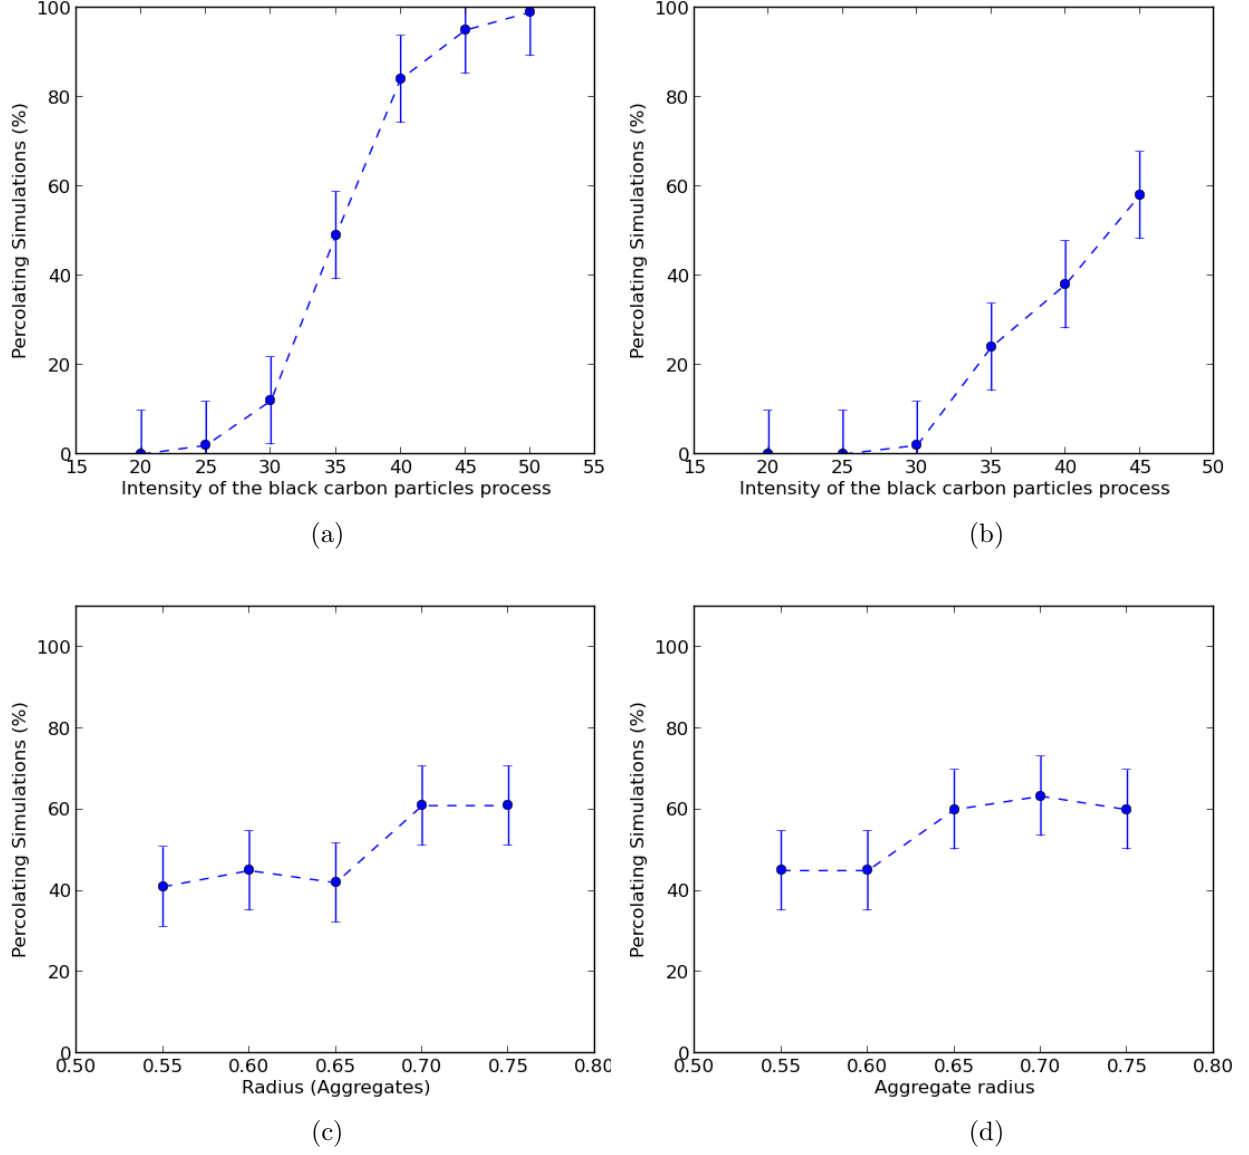 100
80
60
40
20
0
Percolating Simulations (%)
15 20 25 30 35 40 45 50 55
Intensity of the black carbon particles process
(a)
100
80
60
40
20
0
Percolating Simulations (%)
15 20 25 30 35 40 45 50
Intensity of the black carbon particles process
(b)
100
80
60
40
20
0
Percolating Simulations (%)
0.50 0.55 0.60 0.65 0.70 0.75 0.80
Radius (Aggregates)
(c)
100
80
60
40
20
0
Percolating Simulations (%)
0.50 0.55 0.60 0.65 0.70 0.75 0.80
Aggregate radius
(d)